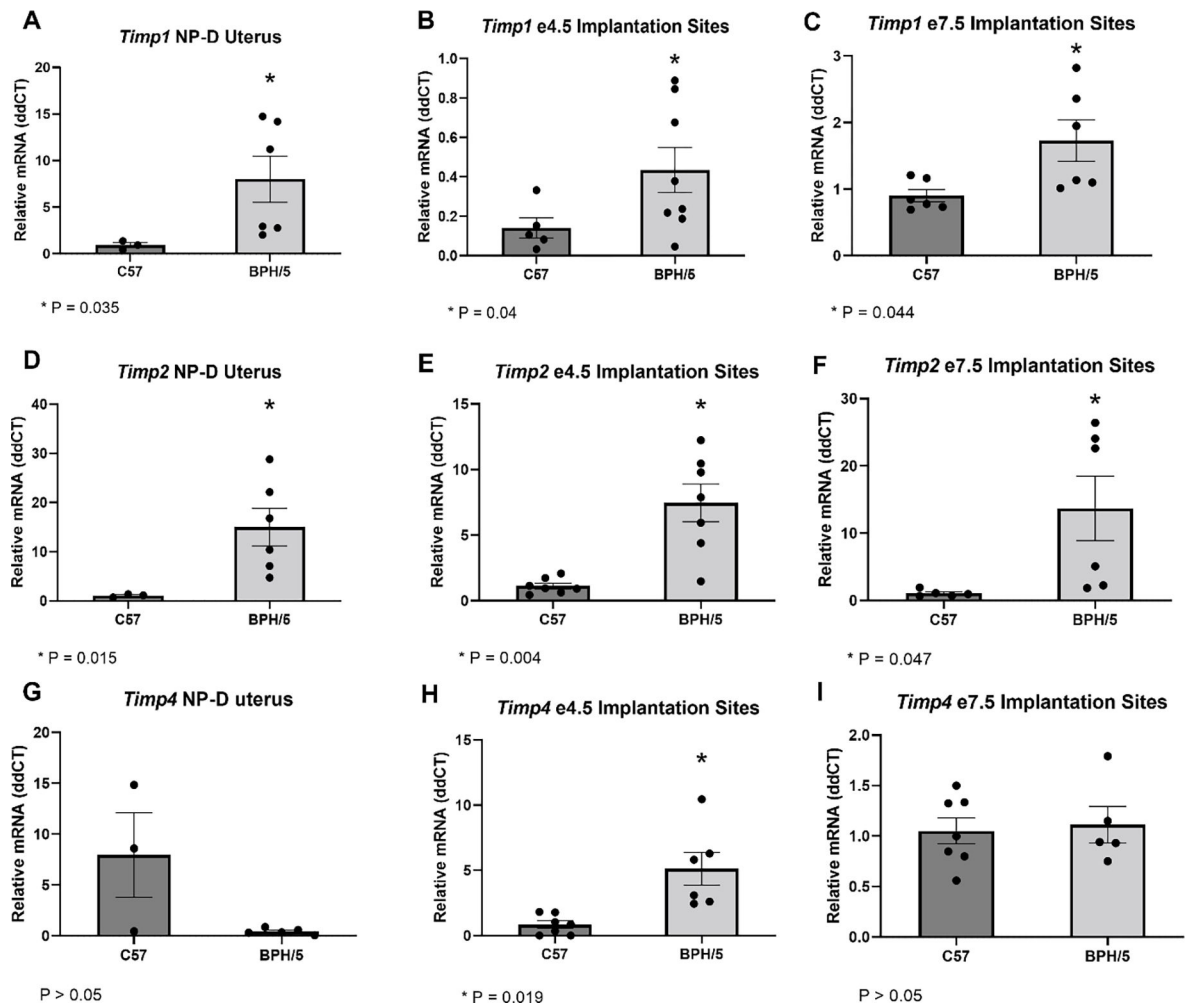 A
Timp1 NP-D Uterus
Relative mRNA (ddCT)
20
15
10
5
0
*
C57
BPH/5
* P = 0.035
B
Timp1 e4.5 Implantation Sites
Relative mRNA (ddCT)
1.0
0.8
0.6
0.4
0.2
0.0
*
C57
BPH/5
* P = 0.04
C
Timp1 e7.5 Implantation Sites
Relative mRNA (ddCT)
3
2
1
0
*
C57
BPH/5
* P = 0.044
D
Timp2 NP-D Uterus
Relative mRNA (ddCT)
40
30
20
10
0
*
C57
BPH/5
* P = 0.015
E
Timp2 e4.5 Implantation Sites
Relative mRNA (ddCT)
15
10
5
0
*
C57
BPH/5
* P = 0.004
F
Timp2 e7.5 Implantation Sites
Relative mRNA (ddCT)
30
20
10
0
*
C57
BPH/5
* P = 0.047
G
Timp4 NP-D uterus
Relative mRNA (ddCT)
20
15
10
5
0
C57
BPH/5
P > 0.05
H
Timp4 e4.5 Implantation Sites
Relative mRNA (ddCT)
15
10
5
0
*
C57
BPH/5
* P = 0.019
I
Timp4 e7.5 Implantation Sites
Relative mRNA (ddCT)
2.0
1.5
1.0
0.5
0.0
C57
BPH/5
P > 0.05